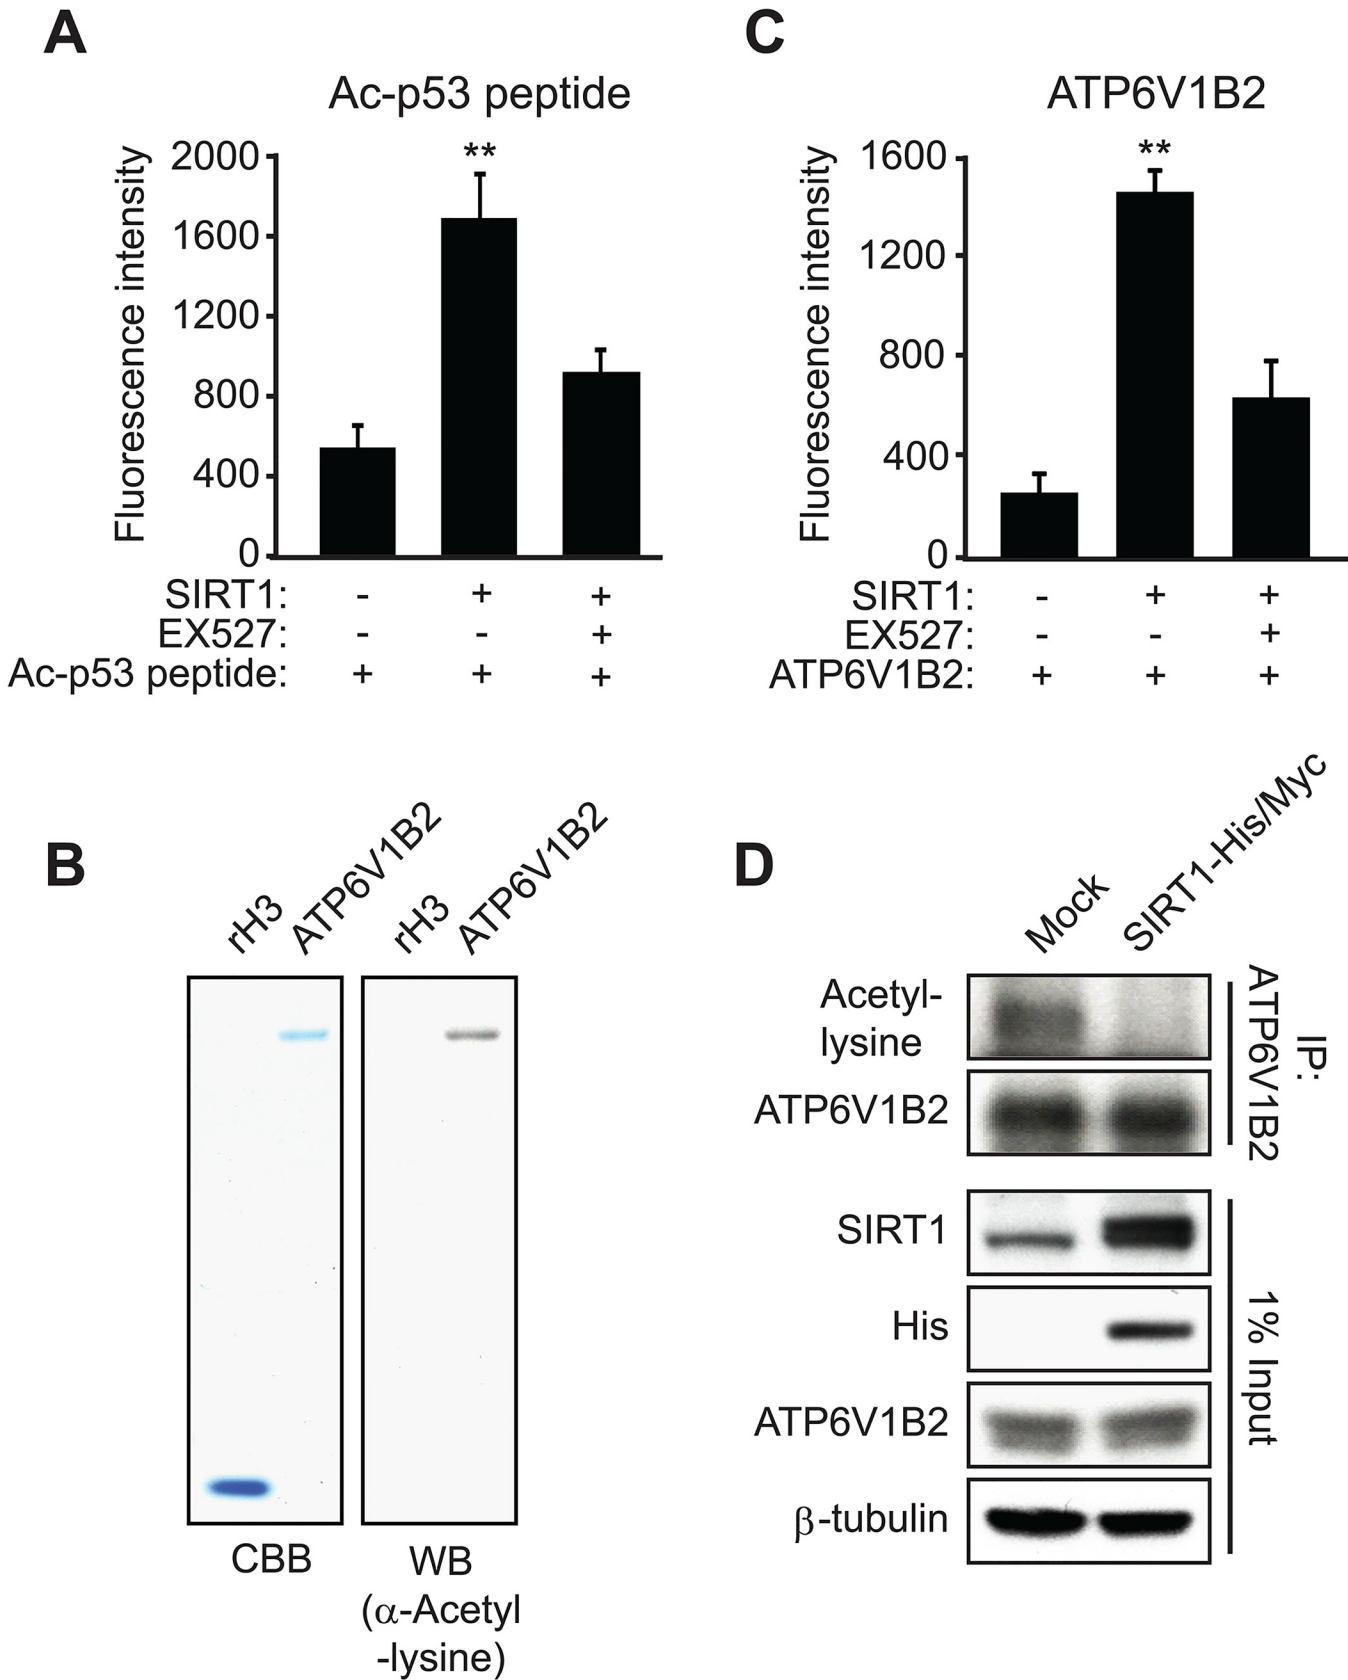 A
Ac-p53 peptide
Fluorescence intensity
2000
1600
1200
800
400
0
**
SIRT1: - + +
EX527: - - +
Ac-p53 peptide: + + +
C
ATP6V1B2
Fluorescence intensity
1600
1200
800
400
0
**
SIRT1: - + +
EX527: - - +
ATP6V1B2: + + +
B
rH3
ATP6V1B2
rH3
ATP6V1B2
CBB
WB
(α-Acetyl
-lysine)
D
Mock
SIRT1-His/Myc
Acetyl-
lysine
ATP6V1B2
IP:
ATP6V1B2
SIRT1
His
ATP6V1B2
β-tubulin
1% Input